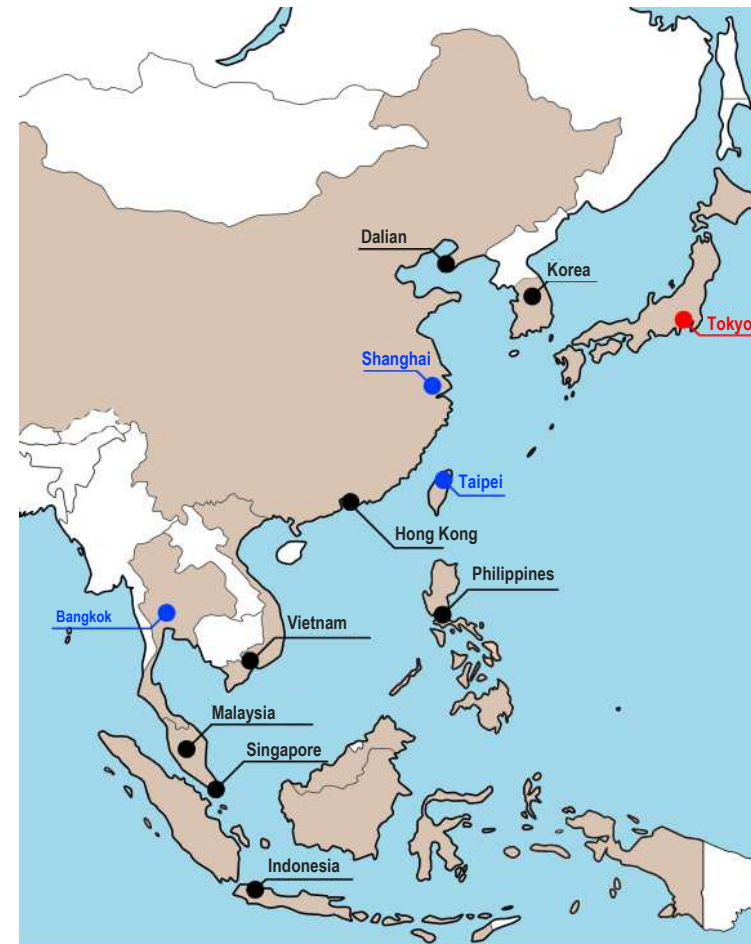 Dalian
Korea
Tokyo
Shanghai
Taipei
Hong Kong
Philippines
Bangkok
Vietnam
Malaysia
Singapore
Indonesia